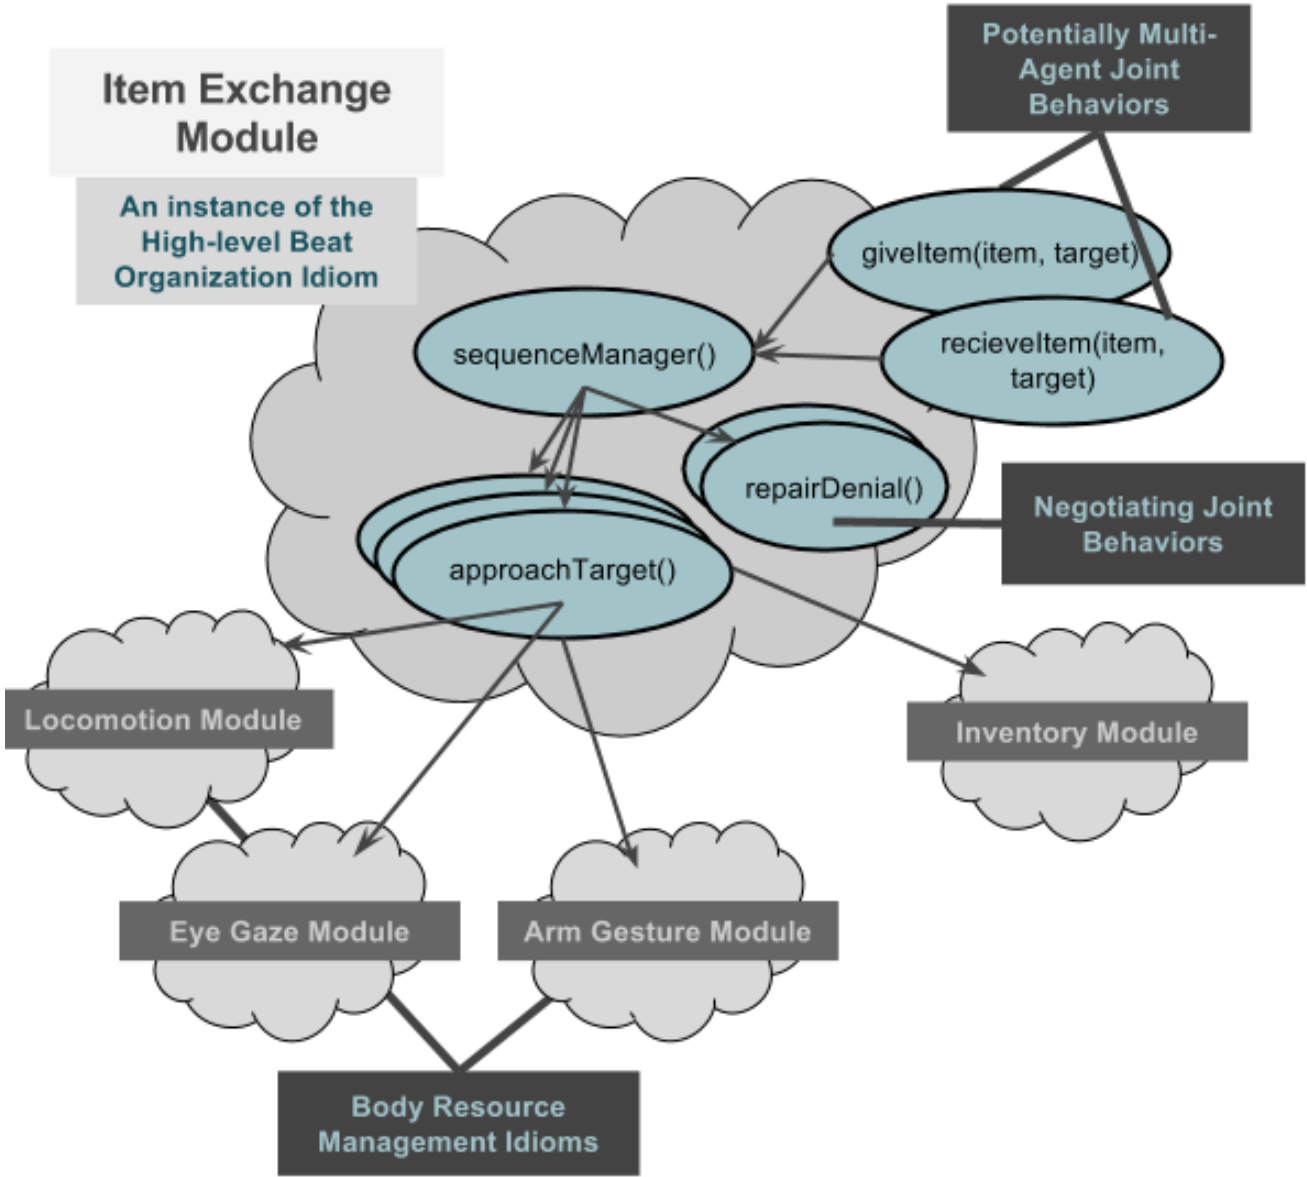 Item Exchange
Module
An instance of the
High-level Beat
Organization Idiom
Potentially Multi-
Agent Joint
Behaviors
giveItem(item, target)
recieveItem(item,
target)
sequenceManager()
repairDenial()
Negotiating Joint
Behaviors
approachTarget()
Locomotion Module
Inventory Module
Eye Gaze Module
Arm Gesture Module
Body Resource
Management Idioms